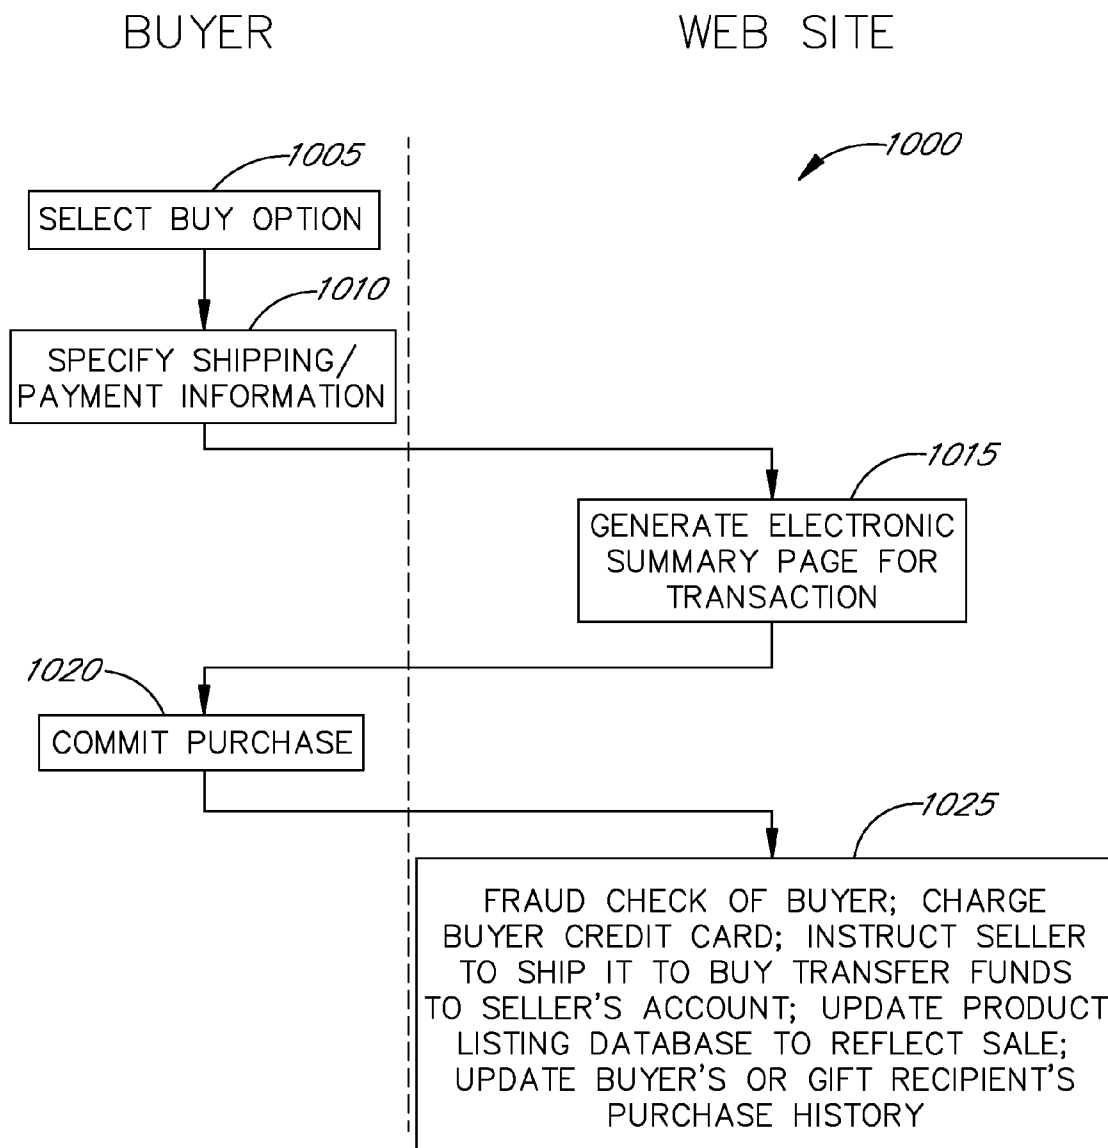 BUYER
WEB SITE
1000
1005
SELECT BUY OPTION
1010
SPECIFY SHIPPING/
PAYMENT INFORMATION
1015
GENERATE ELECTRONIC
SUMMARY PAGE FOR
TRANSACTION
1020
COMMIT PURCHASE
1025
FRAUD CHECK OF BUYER; CHARGE
BUYER CREDIT CARD; INSTRUCT SELLER
TO SHIP IT TO BUY TRANSFER FUNDS
TO SELLER'S ACCOUNT; UPDATE PRODUCT
LISTING DATABASE TO REFLECT SALE;
UPDATE BUYER'S OR GIFT RECIPIENT'S
PURCHASE HISTORY